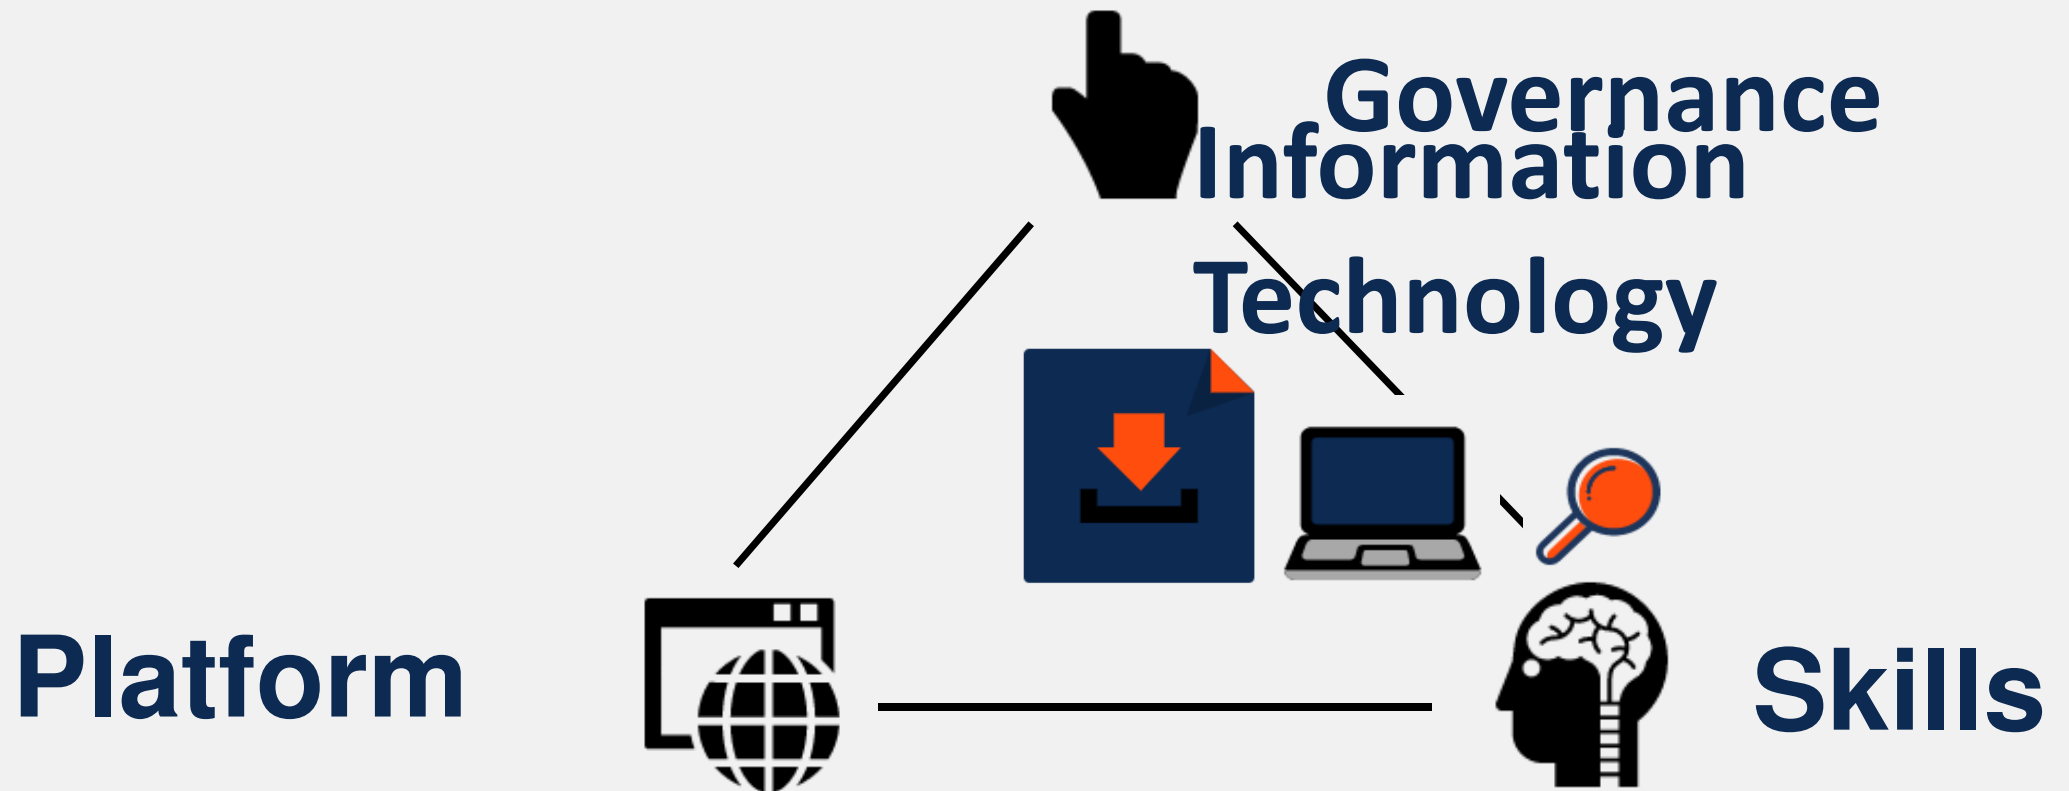 Governance
Information
Technology
Platform
Skills